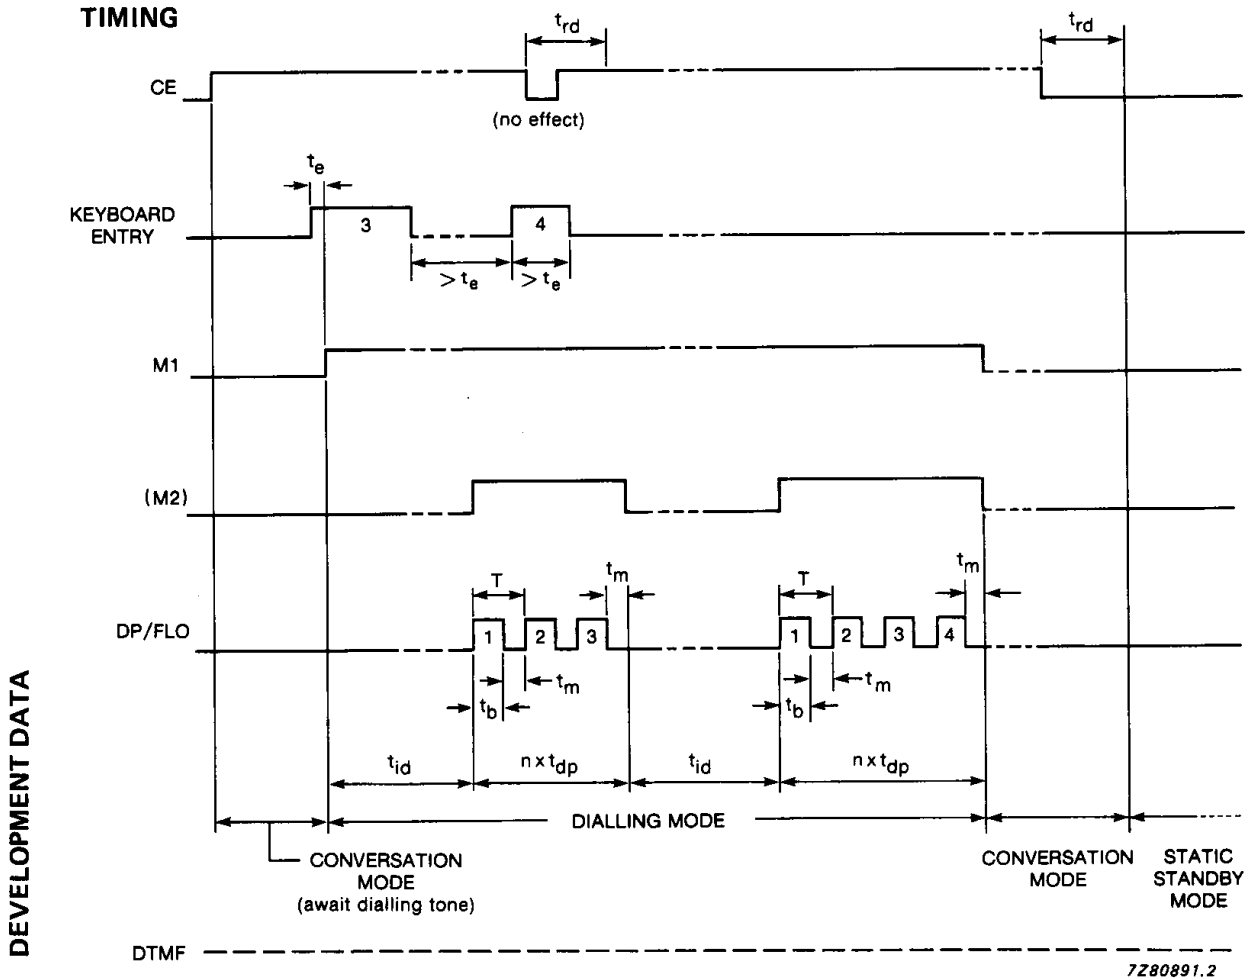 TIMING
t_rd
t_rd
CE
(no effect)
t_e
KEYBOARD
ENTRY
3
4
> t_e
> t_e
M1
(M2)
T
t_m
T
t_m
DP/FLO
1
2
3
1
2
3
4
t_m
t_m
t_b
t_b
t_id
n x t_dp
t_id
n x t_dp
DIALLING MODE
CONVERSATION
MODE
(await dialling tone)
CONVERSATION
MODE
STATIC
STANDBY
MODE
DTMF
7Z80891.2
DEVELOPMENT DATA